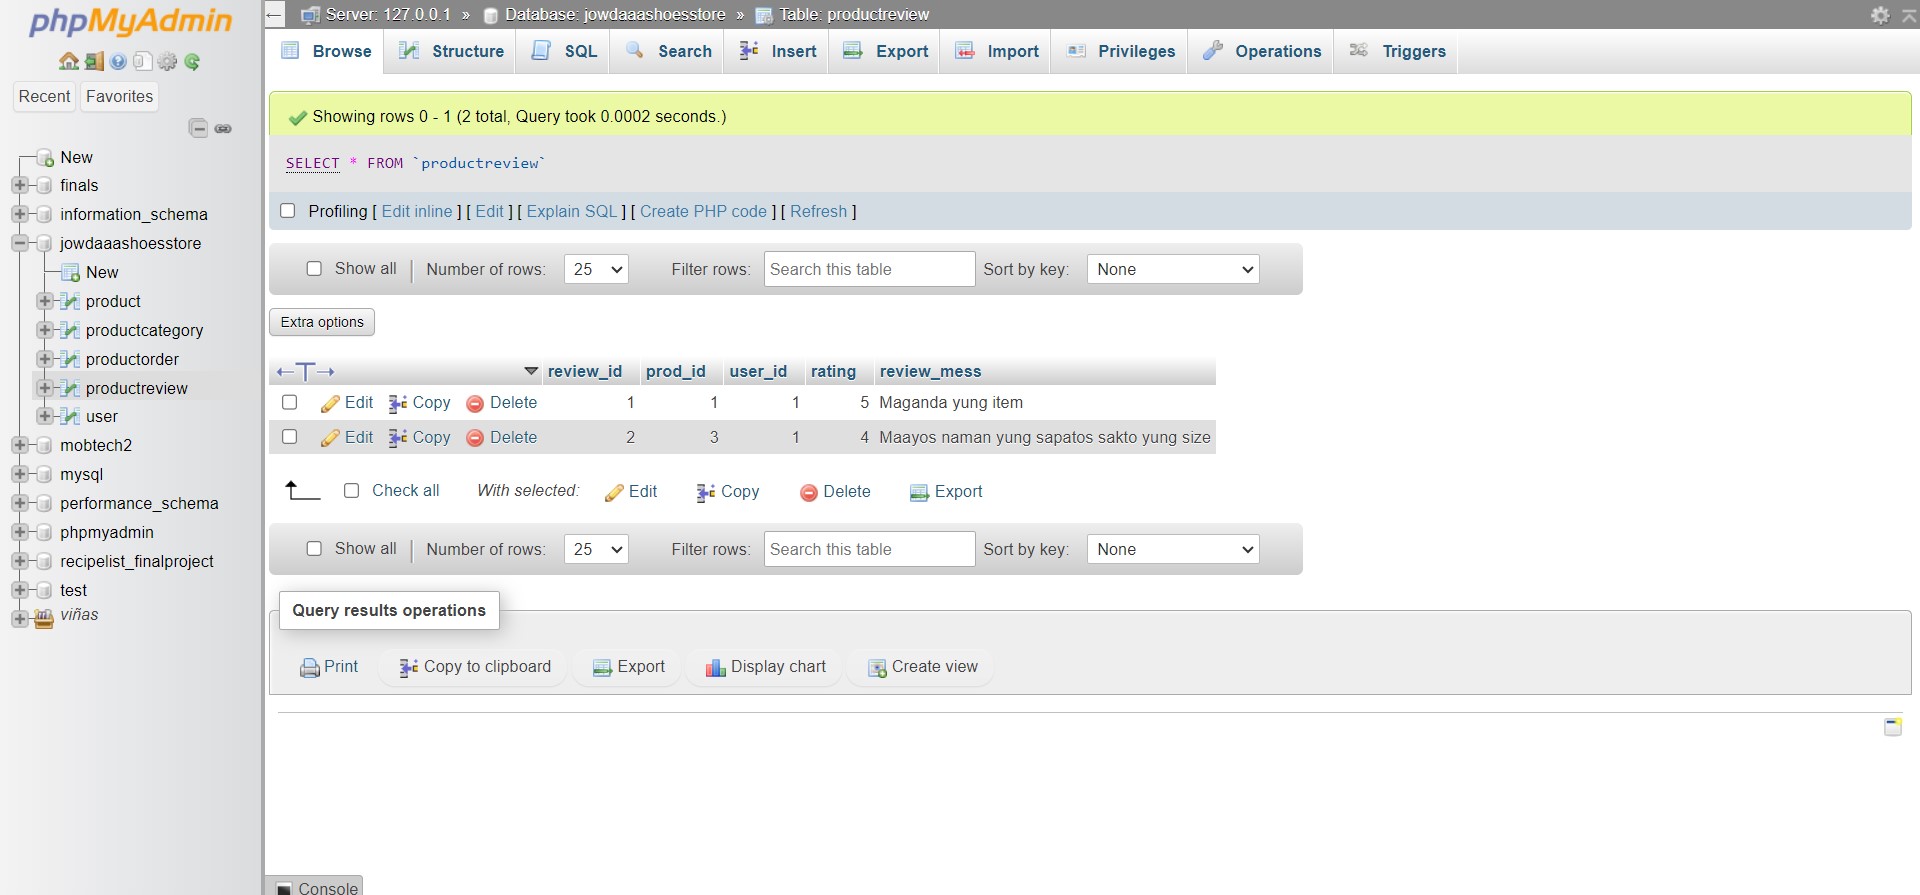 phpMyAdmin
Recent Favorites
New
finals
information_schema
jowdaaashoesstore
New
product
productcategory
productorder
productreview
user
mobtech2
mysql
performance_schema
phpmyadmin
recipelist_finalproject
test
viñas
Server: 127.0.0.1 » Database: jowdaaashoesstore » Table: productreview
Browse Structure SQL Search Insert Export Import Privileges Operations Triggers
Showing rows 0 - 1 (2 total, Query took 0.0002 seconds.)
SELECT * FROM `productreview`
Profiling [ Edit inline ] [ Edit ] [ Explain SQL ] [ Create PHP code ] [ Refresh ]
Show all | Number of rows: 25 Filter rows: Search this table Sort by key: None
Extra options
←T→ review_id prod_id user_id rating review_mess
Edit Copy Delete 1 1 1 5 Maganda yung item
Edit Copy Delete 2 3 1 4 Maayos naman yung sapatos sakto yung size
Check all With selected: Edit Copy Delete Export
Show all | Number of rows: 25 Filter rows: Search this table Sort by key: None
Query results operations
Print Copy to clipboard Export Display chart Create view
Console